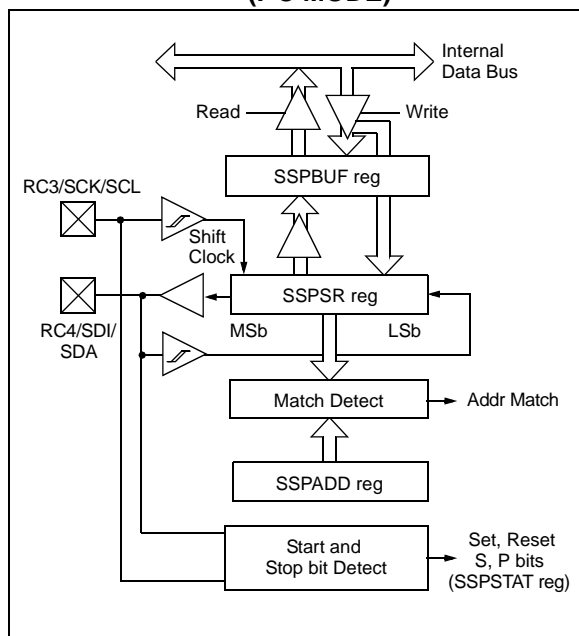 (I²C MODE)
Internal
Data Bus
Read
Write
SSPBUF reg
RC3/SCK/SCL
Shift
Clock
SSPSR reg
MSb
LSb
RC4/SDI/
SDA
Match Detect
Addr Match
SSPADD reg
Start and
Stop bit Detect
Set, Reset
S, P bits
(SSPSTAT reg)